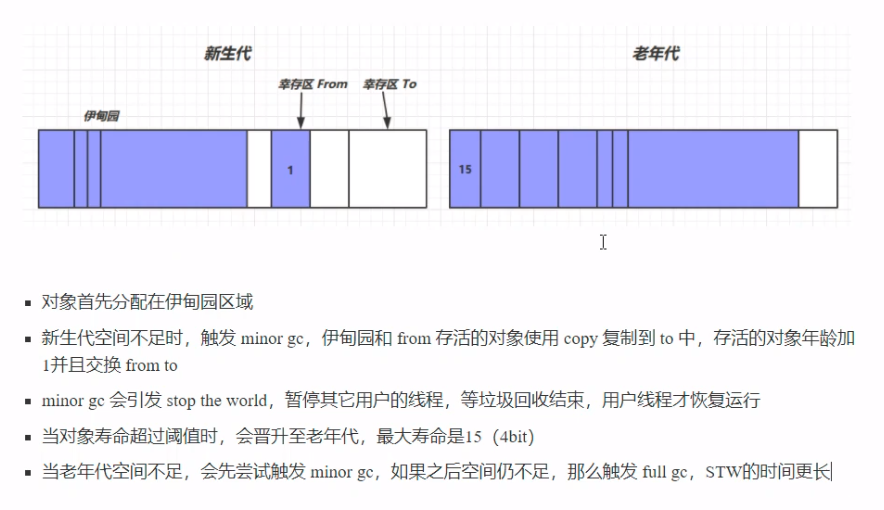 新生代
老年代
幸存区 From
幸存区 To
伊甸园
1
15
对象首先分配在伊甸园区域
新生代空间不足时，触发 minor gc，伊甸园和 from 存活的对象使用 copy 复制到 to 中，存活的对象年龄加
1并且交换 from to
minor gc 会引发 stop the world，暂停其它用户的线程，等垃圾回收结束，用户线程才恢复运行
当对象寿命超过阈值时，会晋升至老年代，最大寿命是15（4bit）
当老年代空间不足，会先尝试触发 minor gc，如果之后空间仍不足，那么触发 full gc，STW的时间更长